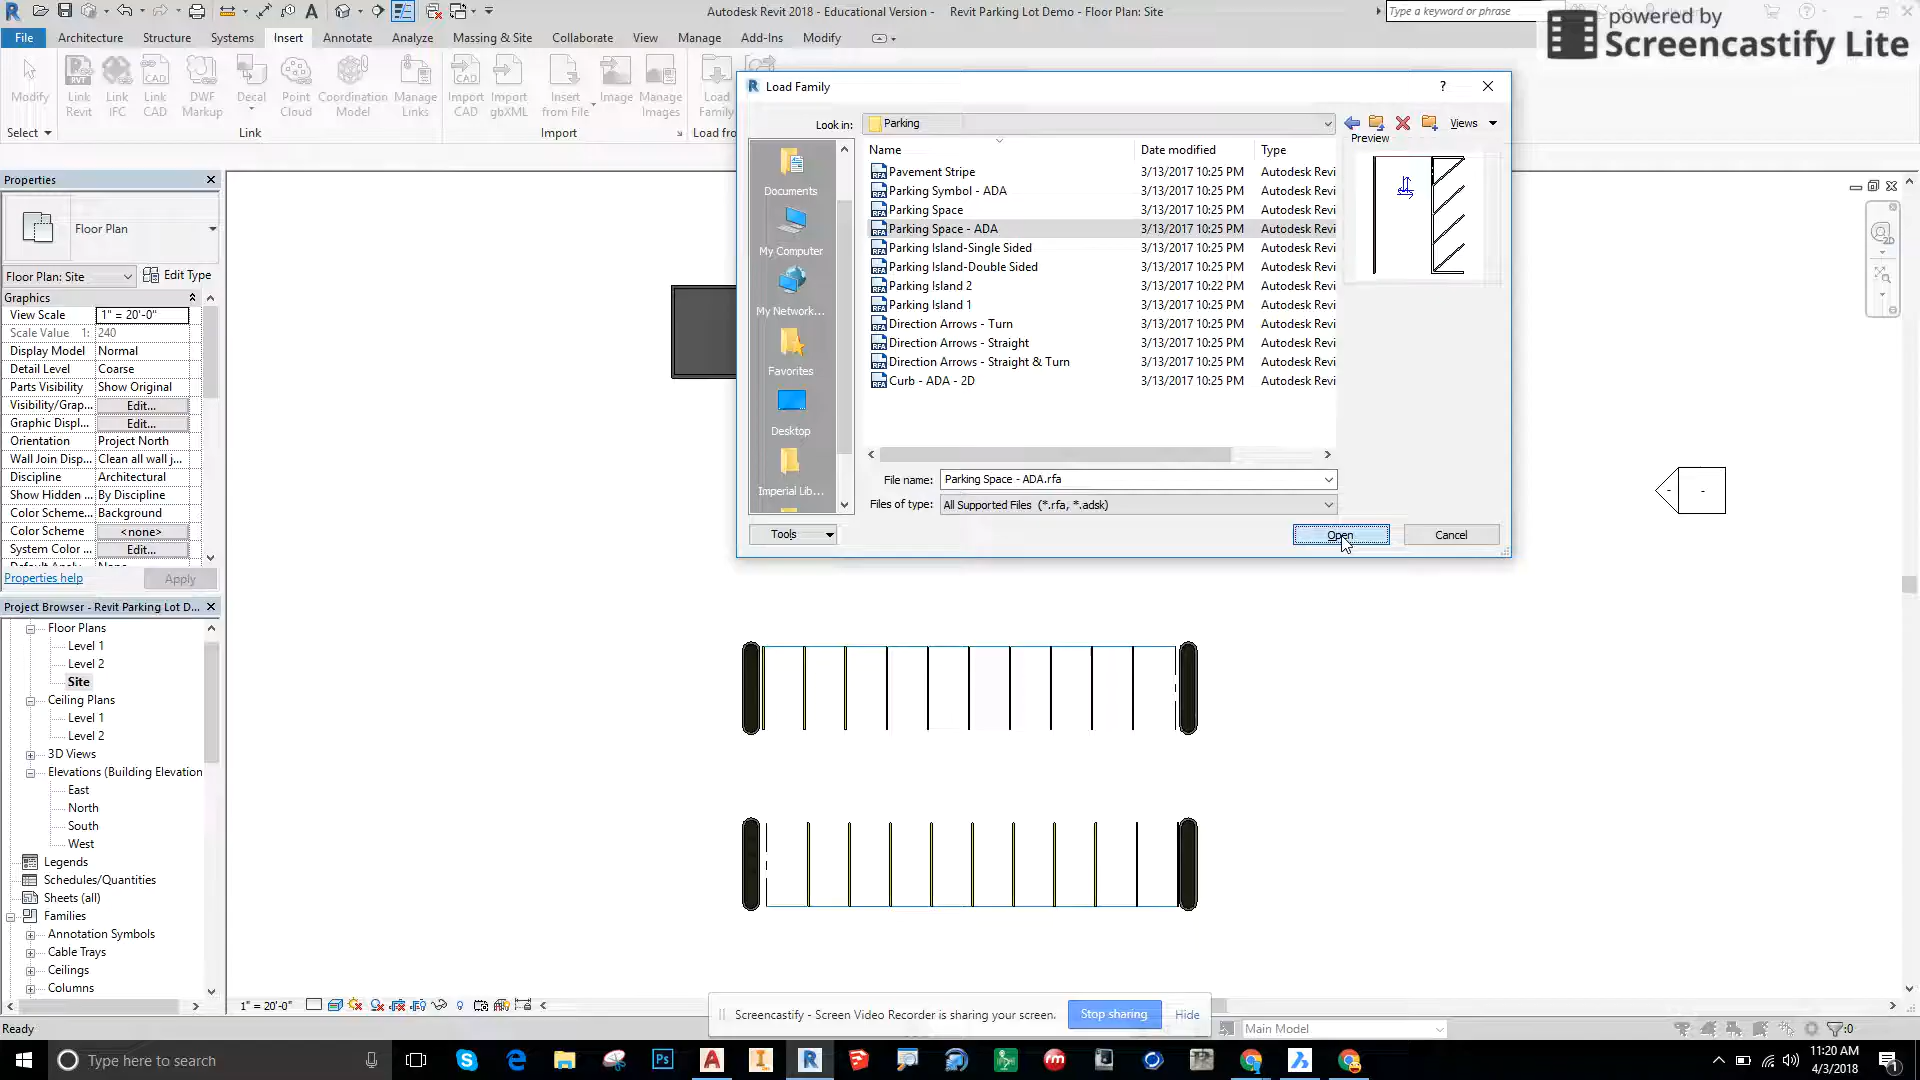 Autodesk Revit 2018 - Educational Version - Revit Parking Lot Demo - Floor Plan: Site
Type a keyword or phrase
powered by
Screencastify Lite
File Architecture Structure Systems Insert Annotate Analyze Massing & Site Collaborate View Manage Add-Ins Modify
Modify
Link Revit
Link IFC
Link CAD
DWF Markup
Decal
Point Cloud
Coordination Model
Manage Links
Import CAD
Import gbXML
Insert from File
Image
Manage Images
Load Family
Select
Link
Import
Load from
Load Family
Look in: Parking
Views
Preview
Name Date modified Type
Pavement Stripe 3/13/2017 10:25 PM Autodesk Revi
Parking Symbol - ADA 3/13/2017 10:25 PM Autodesk Revi
Parking Space 3/13/2017 10:25 PM Autodesk Revi
Parking Space - ADA 3/13/2017 10:25 PM Autodesk Revi
Parking Island-Single Sided 3/13/2017 10:25 PM Autodesk Revi
Parking Island-Double Sided 3/13/2017 10:25 PM Autodesk Revi
Parking Island 2 3/13/2017 10:22 PM Autodesk Revi
Parking Island 1 3/13/2017 10:25 PM Autodesk Revi
Direction Arrows - Turn 3/13/2017 10:25 PM Autodesk Revi
Direction Arrows - Straight 3/13/2017 10:25 PM Autodesk Revi
Direction Arrows - Straight & Turn 3/13/2017 10:25 PM Autodesk Revi
Curb - ADA - 2D 3/13/2017 10:25 PM Autodesk Revi
Documents
My Computer
My Network...
Favorites
Desktop
Imperial Lib...
File name: Parking Space - ADA.rfa
Files of type: All Supported Files (*.rfa, *.adsk)
Tools
Open
Cancel
Properties
Floor Plan
Floor Plan: Site Edit Type
Graphics
View Scale 1" = 20'-0"
Scale Value 1: 240
Display Model Normal
Detail Level Coarse
Parts Visibility Show Original
Visibility/Grap... Edit...
Graphic Displ... Edit...
Orientation Project North
Wall Join Disp... Clean all wall j...
Discipline Architectural
Show Hidden ... By Discipline
Color Scheme... Background
Color Scheme <none>
System Color ... Edit...
Properties help Apply
Project Browser - Revit Parking Lot D...
Floor Plans
Level 1
Level 2
Site
Ceiling Plans
Level 1
Level 2
3D Views
Elevations (Building Elevation
East
North
South
West
Legends
Schedules/Quantities
Sheets (all)
Families
Annotation Symbols
Cable Trays
Ceilings
Columns
2D
1" = 20'-0"
Screencastify - Screen Video Recorder is sharing your screen. Stop sharing Hide
Ready
Main Model
:0
Type here to search
11:20 AM
4/3/2018